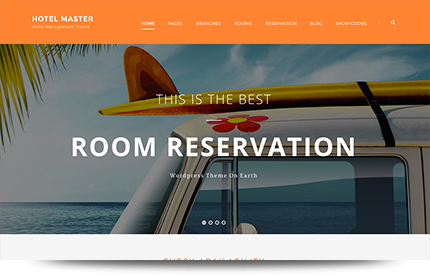 HOTEL MASTER
Hotel Management Theme
HOME PAGES BRANCHES ROOMS RESERVATION BLOG SHORTCODES
THIS IS THE BEST
ROOM RESERVATION
Wordpress Theme On Earth